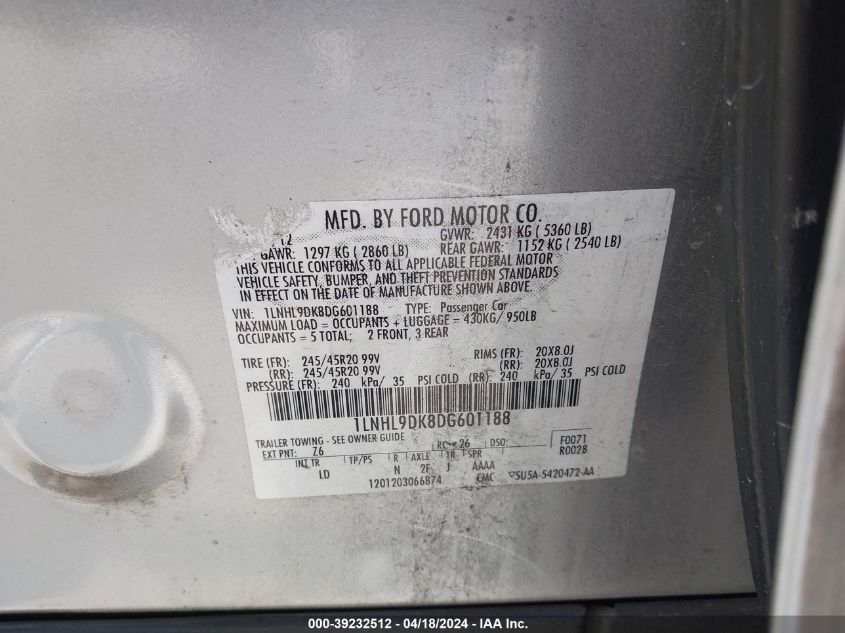 MFD. BY FORD MOTOR CO.
12 GVWR: 2431 KG ( 5360 LB)
GAWR: 1297 KG ( 2860 LB) REAR GAWR: 1152 KG ( 2540 LB)
THIS VEHICLE CONFORMS TO ALL APPLICABLE FEDERAL MOTOR
VEHICLE SAFETY, BUMPER, AND THEFT PREVENTION STANDARDS
IN EFFECT ON THE DATE OF MANUFACTURE SHOWN ABOVE.
VIN: 1LNHL9DK8DG601188 TYPE: Passenger Car
MAXIMUM LOAD = OCCUPANTS + LUGGAGE = 430KG/ 950LB
OCCUPANTS = 5 TOTAL; 2 FRONT, 3 REAR
TIRE (FR): 245/45R20 99V RIMS (FR): 20X8.0J
(RR): 245/45R20 99V (RR): 20X8.0J
PRESSURE (FR): 240 kPa/ 35 PSI COLD (RR): 240 kPa/ 35 PSI COLD
1LNHL9DK8DG601188
TRAILER TOWING - SEE OWNER GUIDE
EXT PNT: Z6 RC: 26 DSO: F0071
INT TR TP/PS R AXLE TR SPR R002B
LD N 2F J AAAA
1201203066874 CMC ▽SU5A-5420472-AA
000-39232512 - 04/18/2024 - IAA Inc.